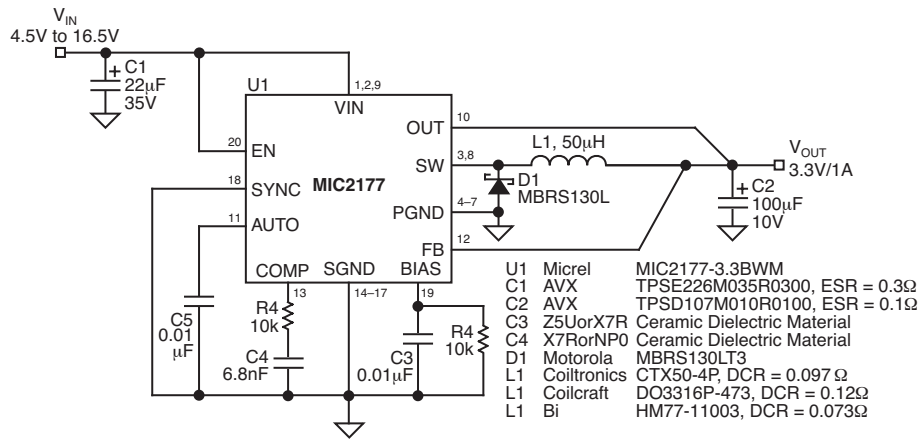 VIN
4.5V to 16.5V
C1
22µF
35V
U1
1,2,9
VIN
OUT
10
L1, 50µH
20
EN
SW
3,8
VOUT
3.3V/1A
18
SYNC
MIC2177
D1
MBRS130L
C2
100µF
10V
11
AUTO
PGND
4–7
FB
12
COMP
SGND
BIAS
13
14–17
19
C5
0.01
µF
R4
10k
C4
6.8nF
C3
0.01µF
R4
10k
U1 Micrel MIC2177-3.3BWM
C1 AVX TPSE226M035R0300, ESR = 0.3Ω
C2 AVX TPSD107M010R0100, ESR = 0.1Ω
C3 Z5UorX7R Ceramic Dielectric Material
C4 X7RorNP0 Ceramic Dielectric Material
D1 Motorola MBRS130LT3
L1 Coiltronics CTX50-4P, DCR = 0.097 Ω
L1 Coilcraft DO3316P-473, DCR = 0.12Ω
L1 Bi HM77-11003, DCR = 0.073Ω